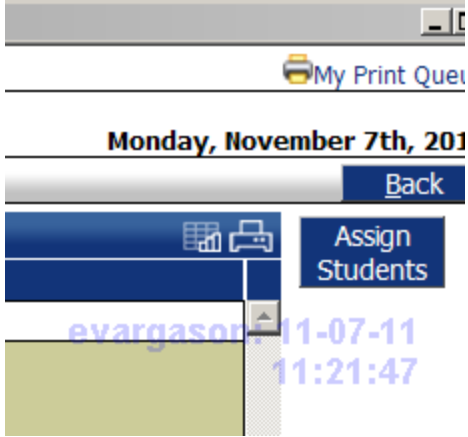 My Print Queu
Monday, November 7th, 201
Back
Assign
Students
evargason: 11-07-11
11:21:47